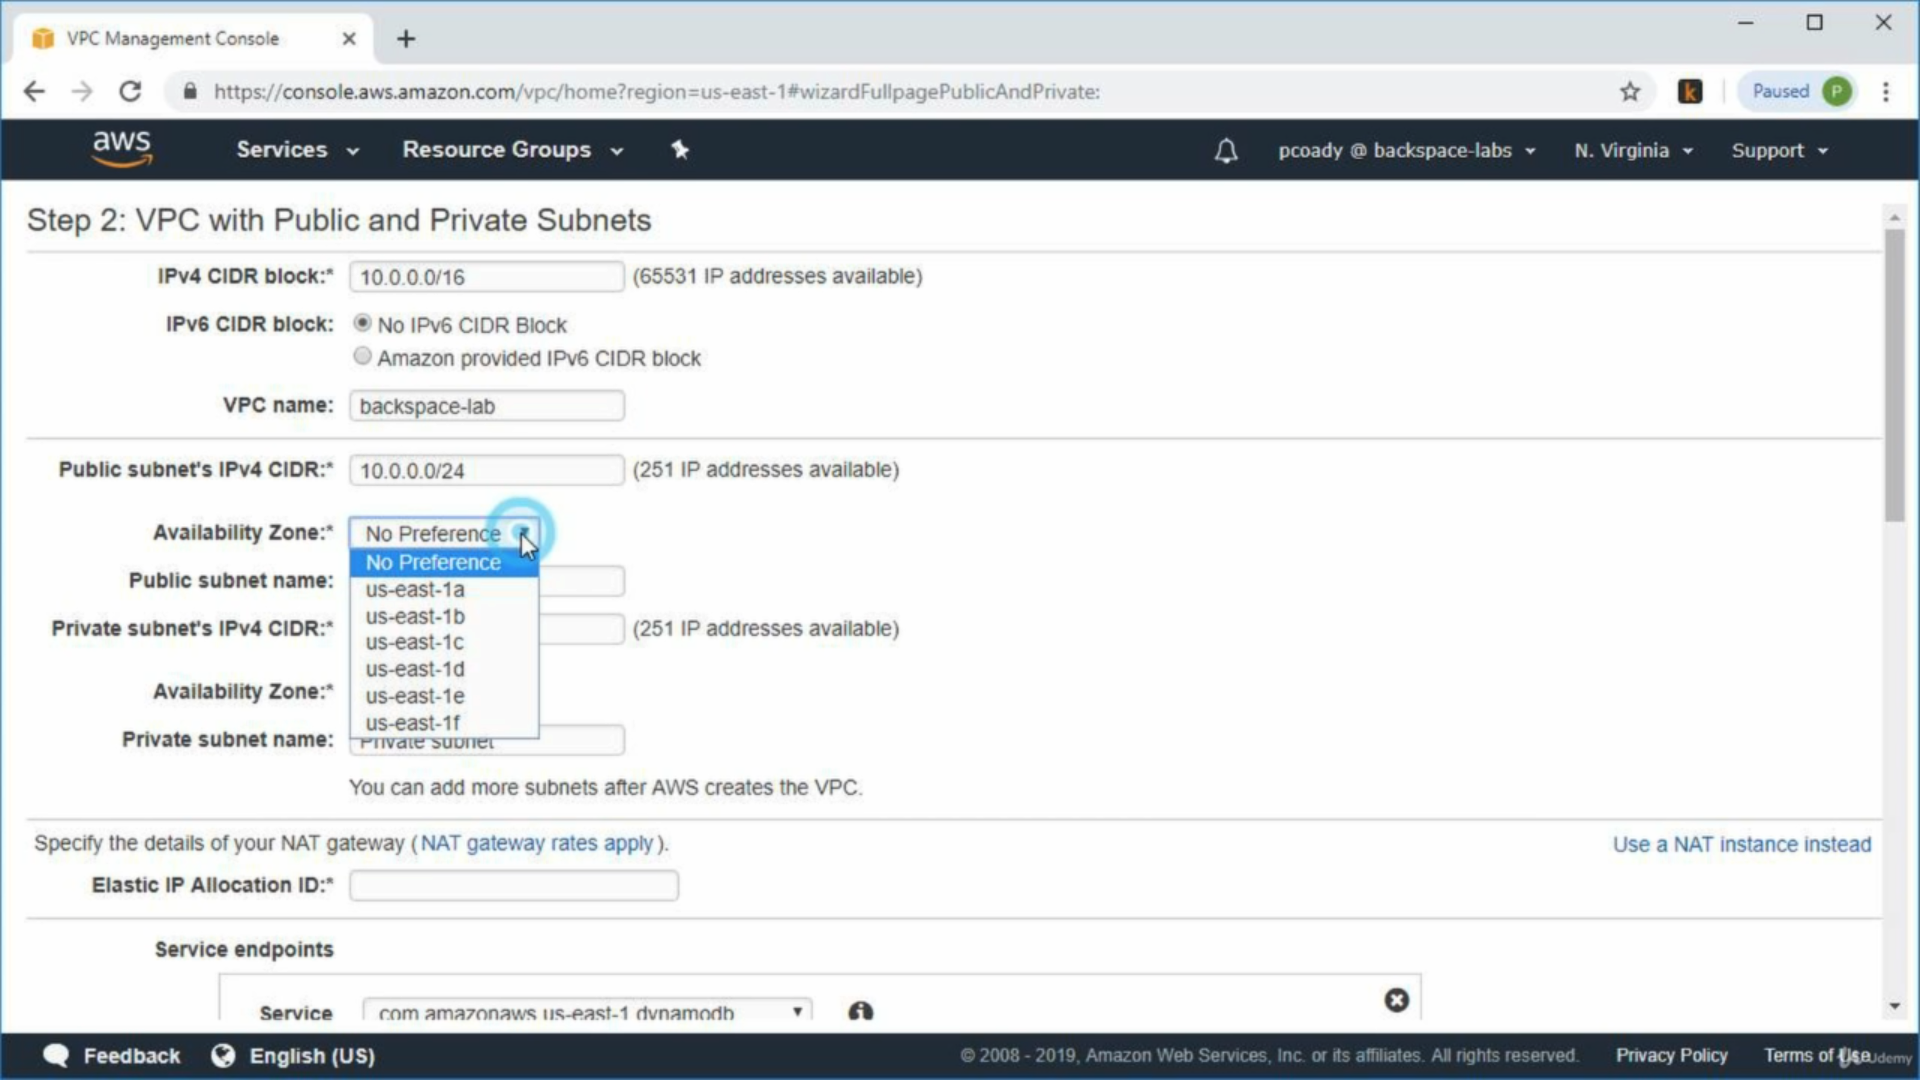 VPC Management Console
https://console.aws.amazon.com/vpc/home?region=us-east-1#wizardFullpagePublicAndPrivate:
k
Paused P
aws Services Resource Groups pcoady @ backspace-labs N. Virginia Support
Step 2: VPC with Public and Private Subnets
IPv4 CIDR block:* 10.0.0.0/16 (65531 IP addresses available)
IPv6 CIDR block: No IPv6 CIDR Block
Amazon provided IPv6 CIDR block
VPC name: backspace-lab
Public subnet's IPv4 CIDR:* 10.0.0.0/24 (251 IP addresses available)
Availability Zone:* No Preference
No Preference
Public subnet name:
us-east-1a
us-east-1b
Private subnet's IPv4 CIDR:* (251 IP addresses available)
us-east-1c
us-east-1d
Availability Zone:*
us-east-1e
us-east-1f
Private subnet name: Private subnet
You can add more subnets after AWS creates the VPC.
Specify the details of your NAT gateway (NAT gateway rates apply). Use a NAT instance instead
Elastic IP Allocation ID:*
Service endpoints
Service com.amazonaws.us-east-1.dynamodb
Feedback English (US) © 2008 - 2019, Amazon Web Services, Inc. or its affiliates. All rights reserved. Privacy Policy Terms of Use
Udemy